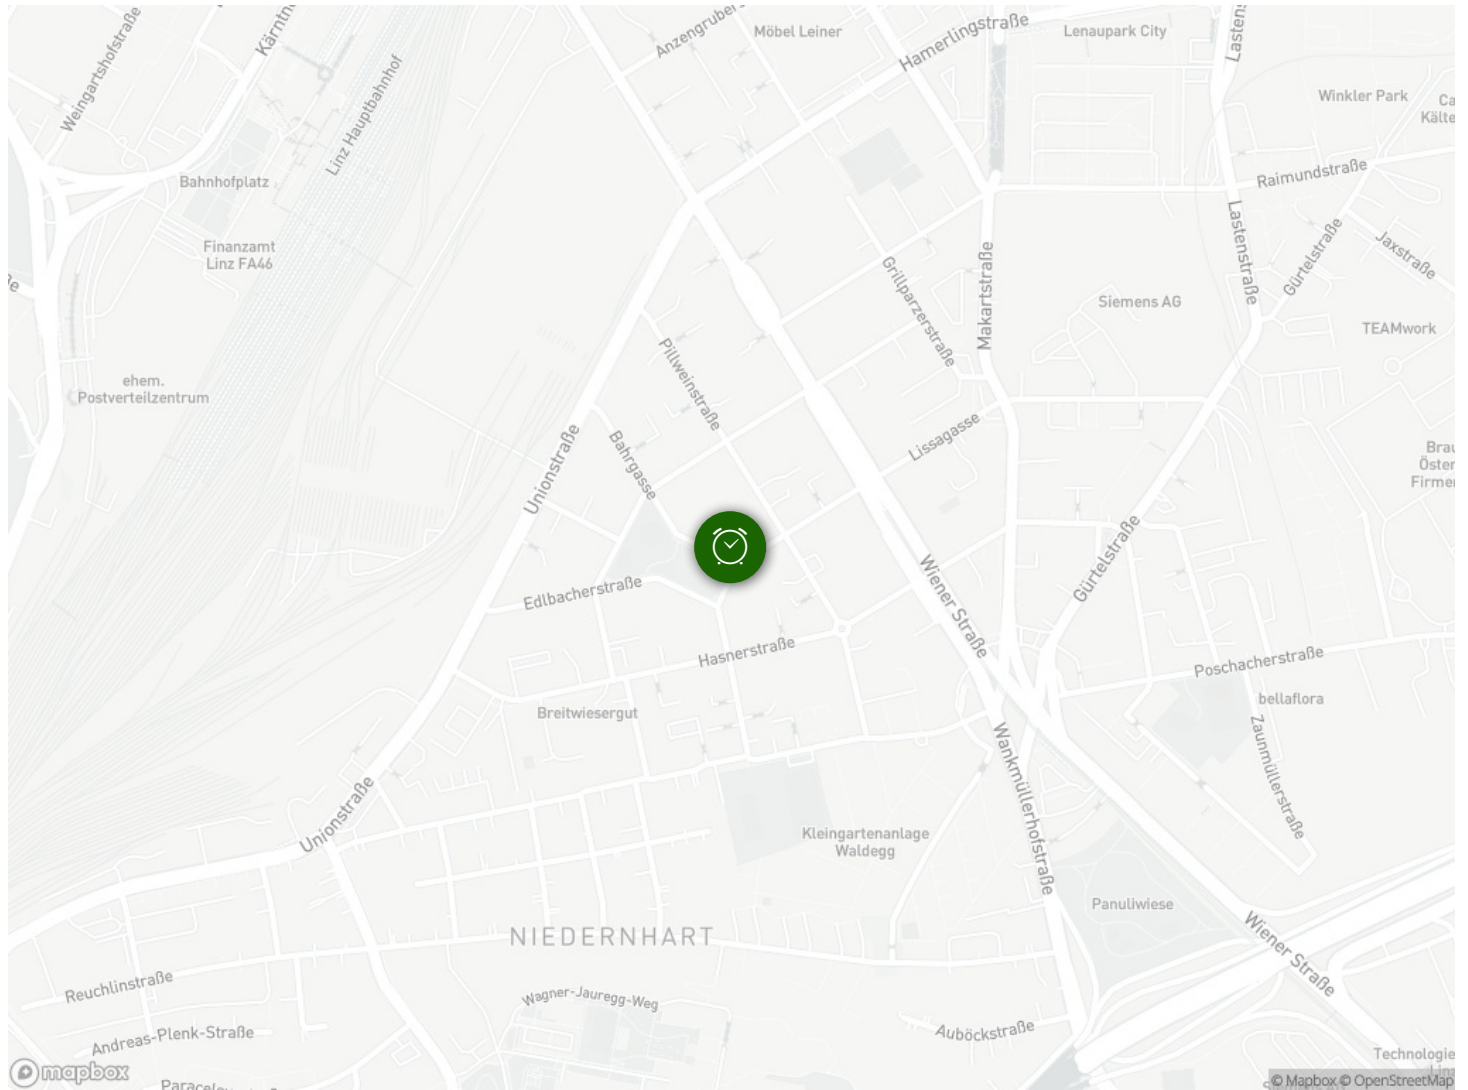 Möbel Leiner
Lenaupark City
Hamerlingstraße
Weingartshofstraße
Linz Hauptbahnhof
Winkler Park
Bahnhofplatz
Raimundstraße
Finanzamt
Linz FA46
Lastenstraße
Gürtelstraße
Jaxstraße
Grillparzerstraße
Makartstraße
Siemens AG
TEAMwork
ehem.
Postverteilzentrum
Pillweinstraße
Unionstraße
Bahrgasse
Lissagasse
Edlbacherstraße
Wiener Straße
Gürtelstraße
Hasnerstraße
Poschacherstraße
Breitwiesergut
bellaflora
Zaunmüllerstraße
Wankmüllerhofstraße
Unionstraße
Kleingartenanlage
Waldegg
Panuliwiese
NIEDERNHART
Wiener Straße
Reuchlinstraße
Wagner-Jauregg-Weg
Andreas-Plenk-Straße
Auböckstraße
Technologie
mapbox
© Mapbox © OpenStreetMap